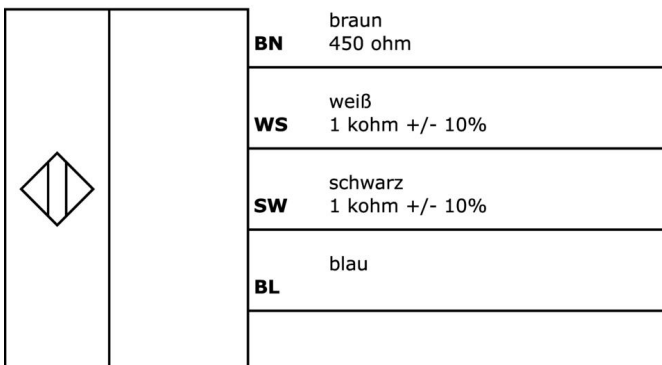 braun
BN 450 ohm
weiß
WS 1 kohm +/- 10%
schwarz
SW 1 kohm +/- 10%
blau
BL